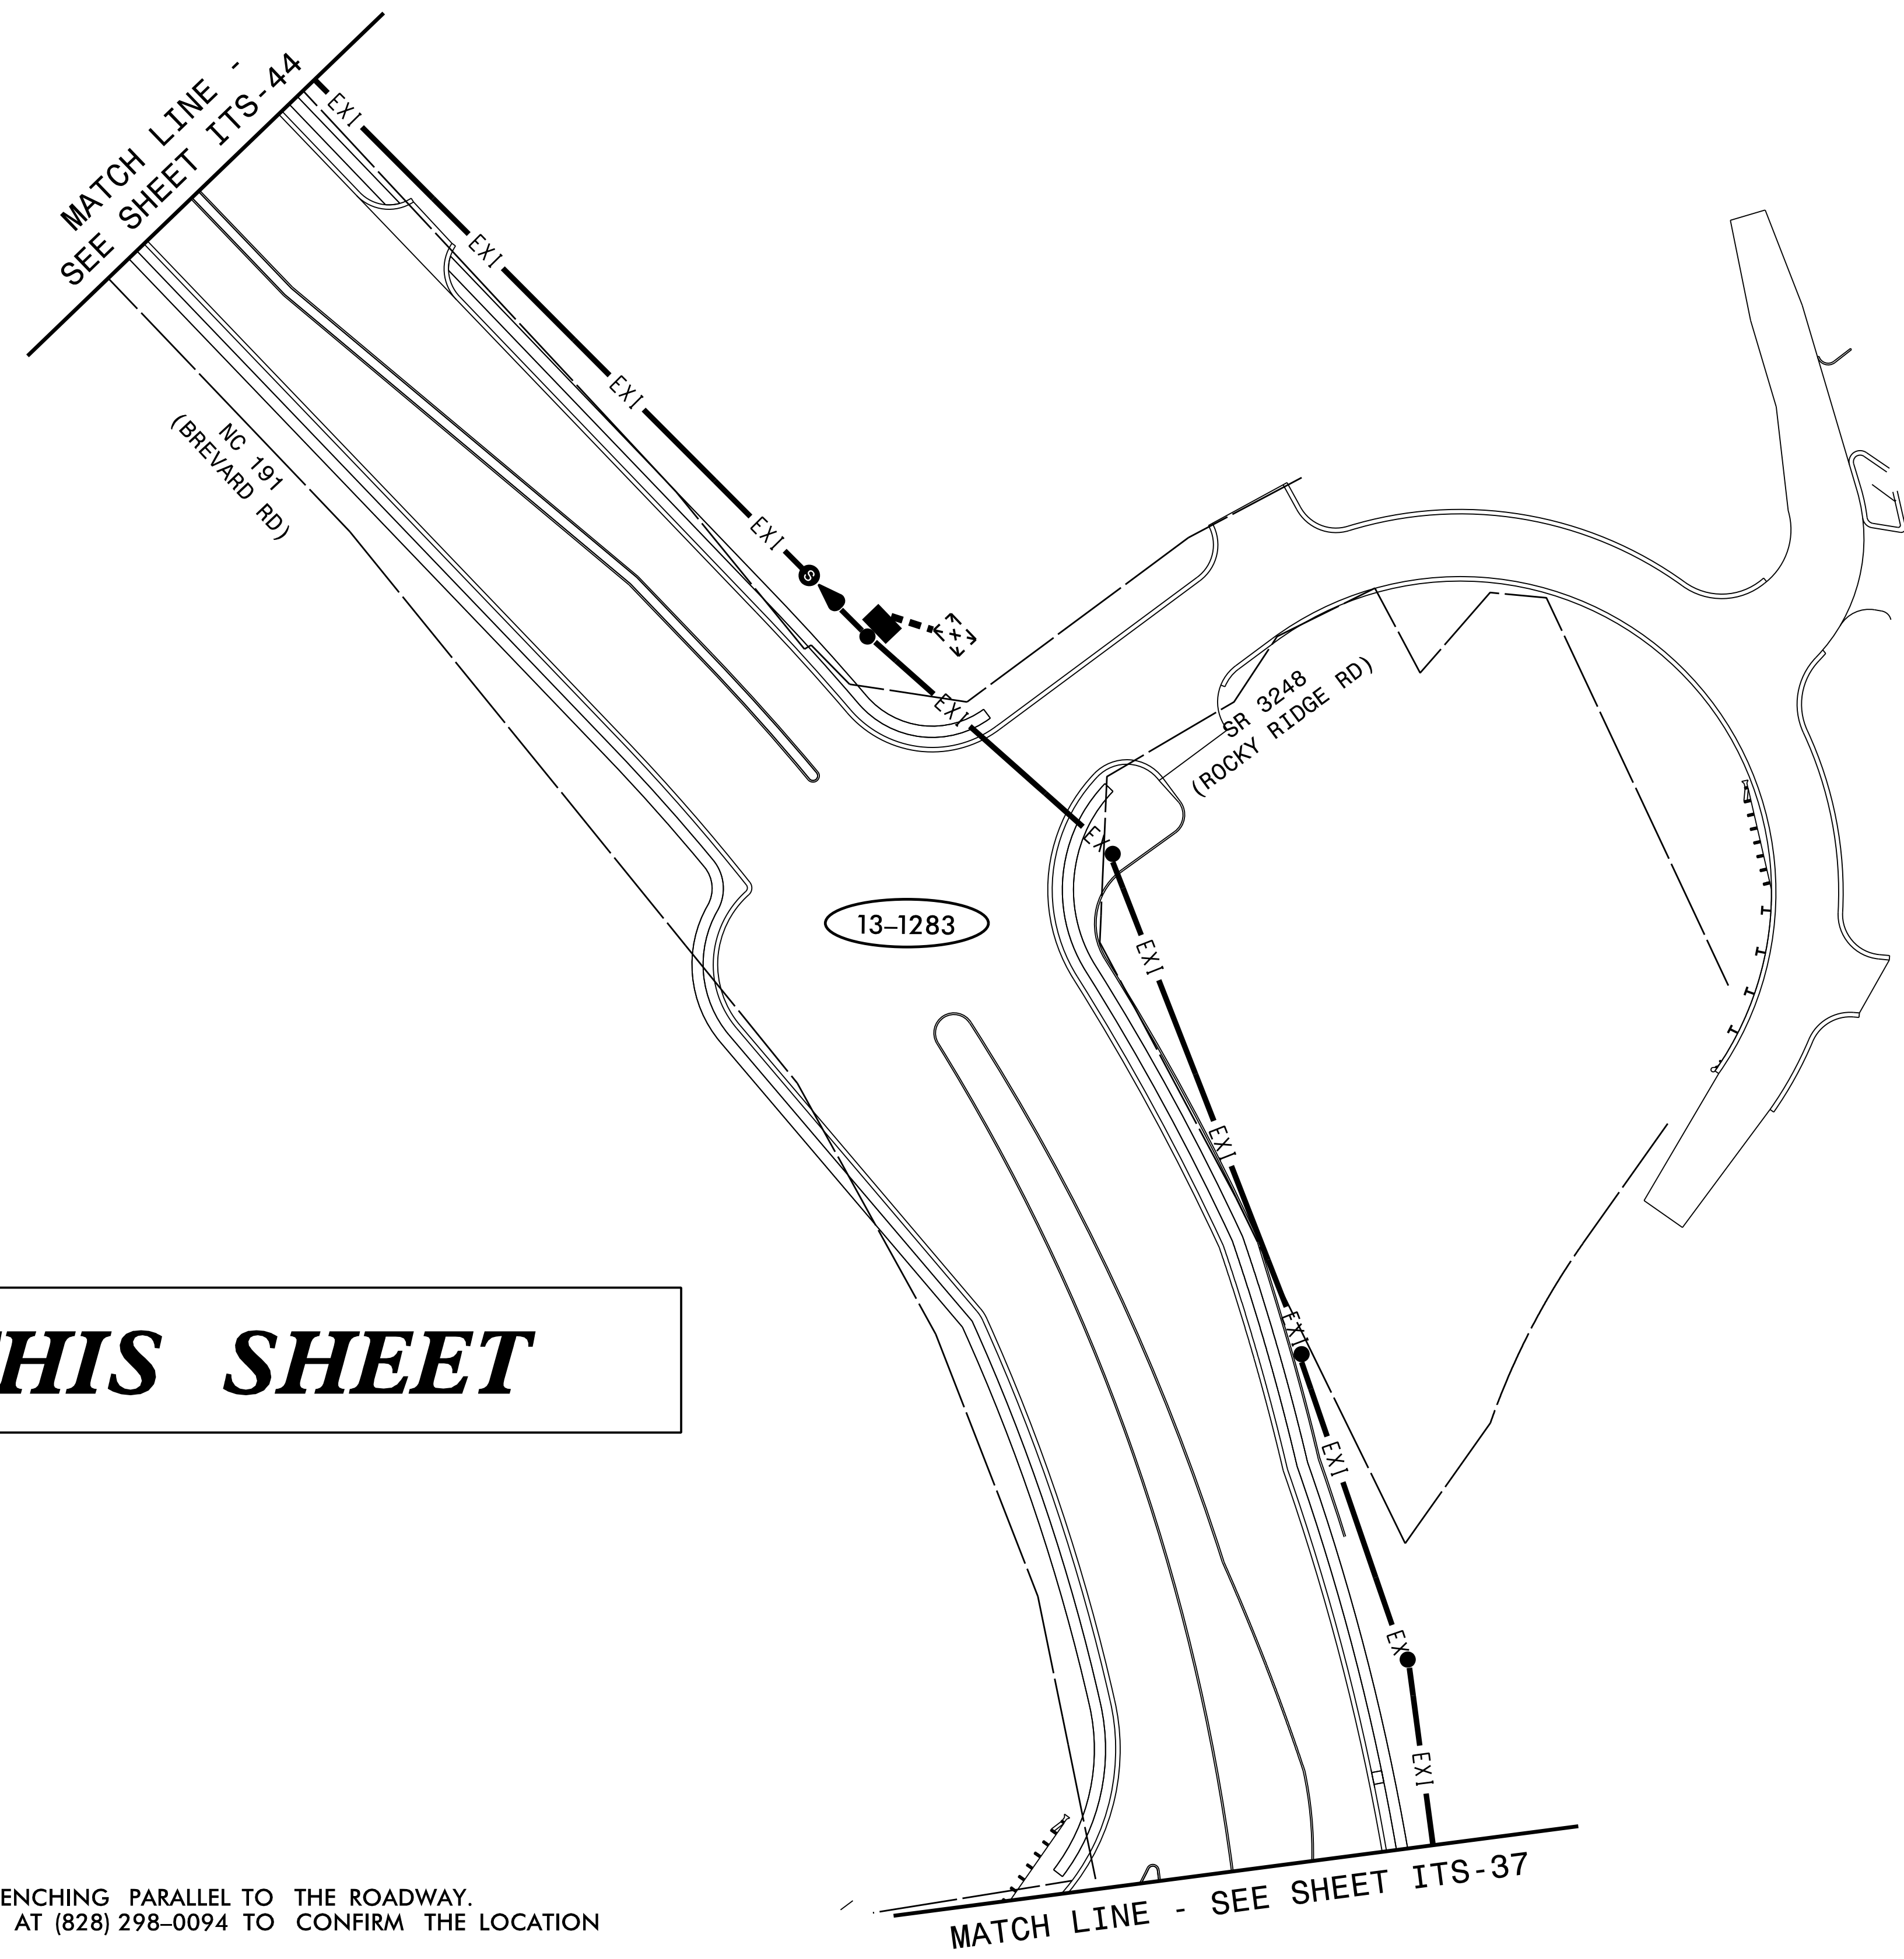 MATCH LINE -
SEE SHEET ITS-44
EXI
EXI
EXI
EXI
S
NC 191
(BREVARD RD)
EXI
SR 3248
(ROCKY RIDGE RD)
EX
13-1283
EXI
EXI
EXI
HIS SHEET
EXI
EX
EXI
MATCH LINE - SEE SHEET ITS-37
ENCHING PARALLEL TO THE ROADWAY.
AT (828) 298-0094 TO CONFIRM THE LOCATION